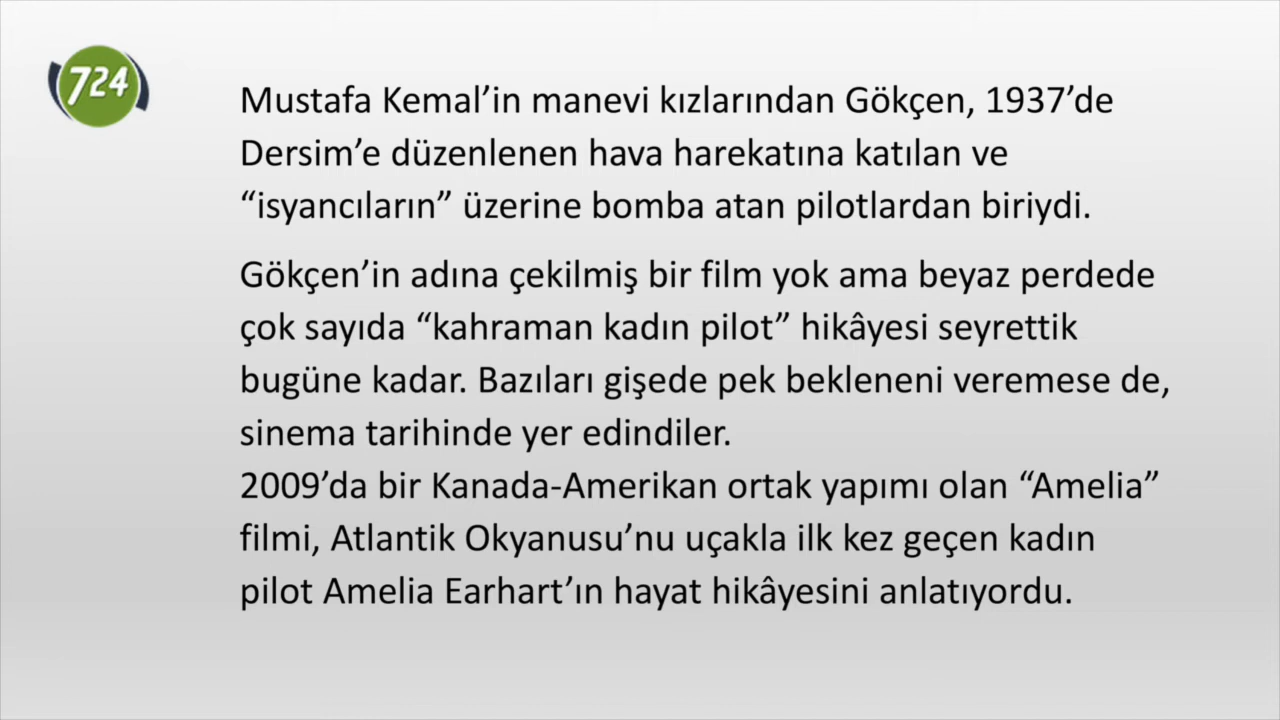 724
Mustafa Kemal’in manevi kızlarından Gökçen, 1937’de
Dersim’e düzenlenen hava harekatına katılan ve
“isyancıların” üzerine bomba atan pilotlardan biriydi.
Gökçen’in adına çekilmiş bir film yok ama beyaz perdede
çok sayıda “kahraman kadın pilot” hikâyesi seyrettik
bugüne kadar. Bazıları gişede pek bekleneni veremese de,
sinema tarihinde yer edindiler.
2009’da bir Kanada-Amerikan ortak yapımı olan “Amelia”
filmi, Atlantik Okyanusu’nu uçakla ilk kez geçen kadın
pilot Amelia Earhart’ın hayat hikâyesini anlatıyordu.